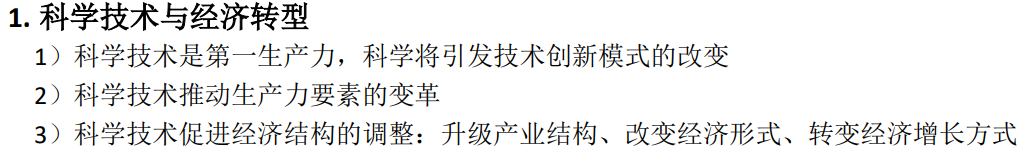 1. 科学技术与经济转型
1）科学技术是第一生产力，科学将引发技术创新模式的改变
2）科学技术推动生产力要素的变革
3）科学技术促进经济结构的调整：升级产业结构、改变经济形式、转变经济增长方式